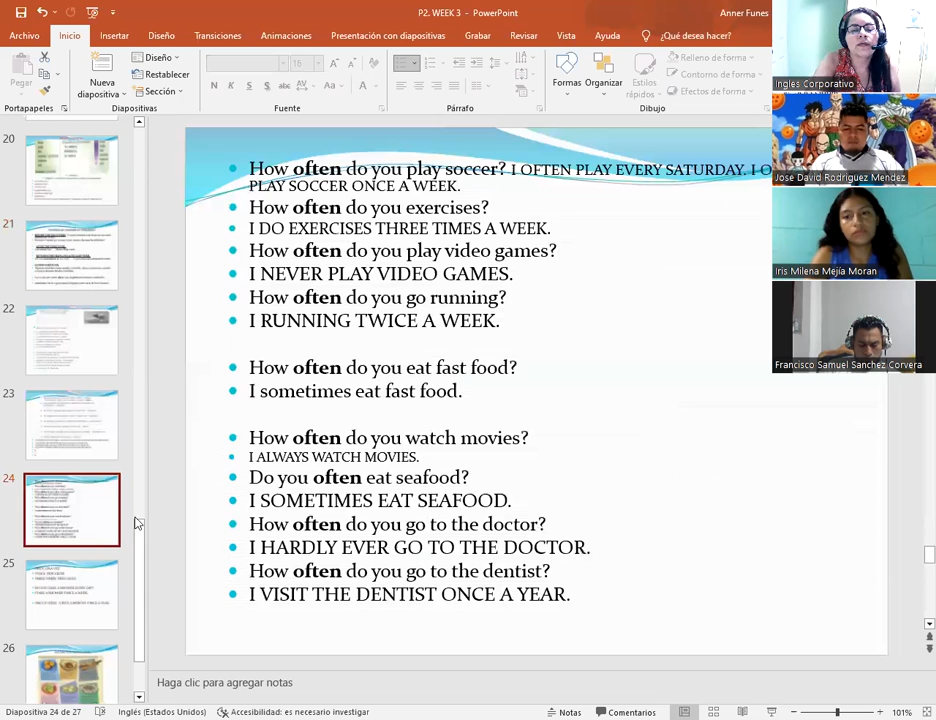 P2. WEEK 3 - PowerPoint
Anner Funes
Archivo Inicio Insertar Diseño Transiciones Animaciones Presentación con diapositivas Grabar Revisar Vista Ayuda ¿Qué desea hacer?
Pegar
Nueva diapositiva
Diseño
Restablecer
Sección
16
N K S S abc AV Aa A
Formas
Organizar
Estilos rápidos
Relleno de forma
Contorno de forma
Efectos de forma
Portapapeles Diapositivas Fuente Párrafo Dibujo
Ingles Corporativo
Jose David Rodriguez Mendez
Iris Milena Mejía Moran
Francisco Samuel Sanchez Corvera
20
21
22
23
24
25
26
How often do you play soccer? I OFTEN PLAY EVERY SATURDAY. I O
PLAY SOCCER ONCE A WEEK.
How often do you exercises?
I DO EXERCISES THREE TIMES A WEEK.
How often do you play video games?
I NEVER PLAY VIDEO GAMES.
How often do you go running?
I RUNNING TWICE A WEEK.
How often do you eat fast food?
I sometimes eat fast food.
How often do you watch movies?
I ALWAYS WATCH MOVIES.
Do you often eat seafood?
I SOMETIMES EAT SEAFOOD.
How often do you go to the doctor?
I HARDLY EVER GO TO THE DOCTOR.
How often do you go to the dentist?
I VISIT THE DENTIST ONCE A YEAR.
Haga clic para agregar notas
Diapositiva 24 de 27 Inglés (Estados Unidos) Accesibilidad: es necesario investigar Notas Comentarios 101%